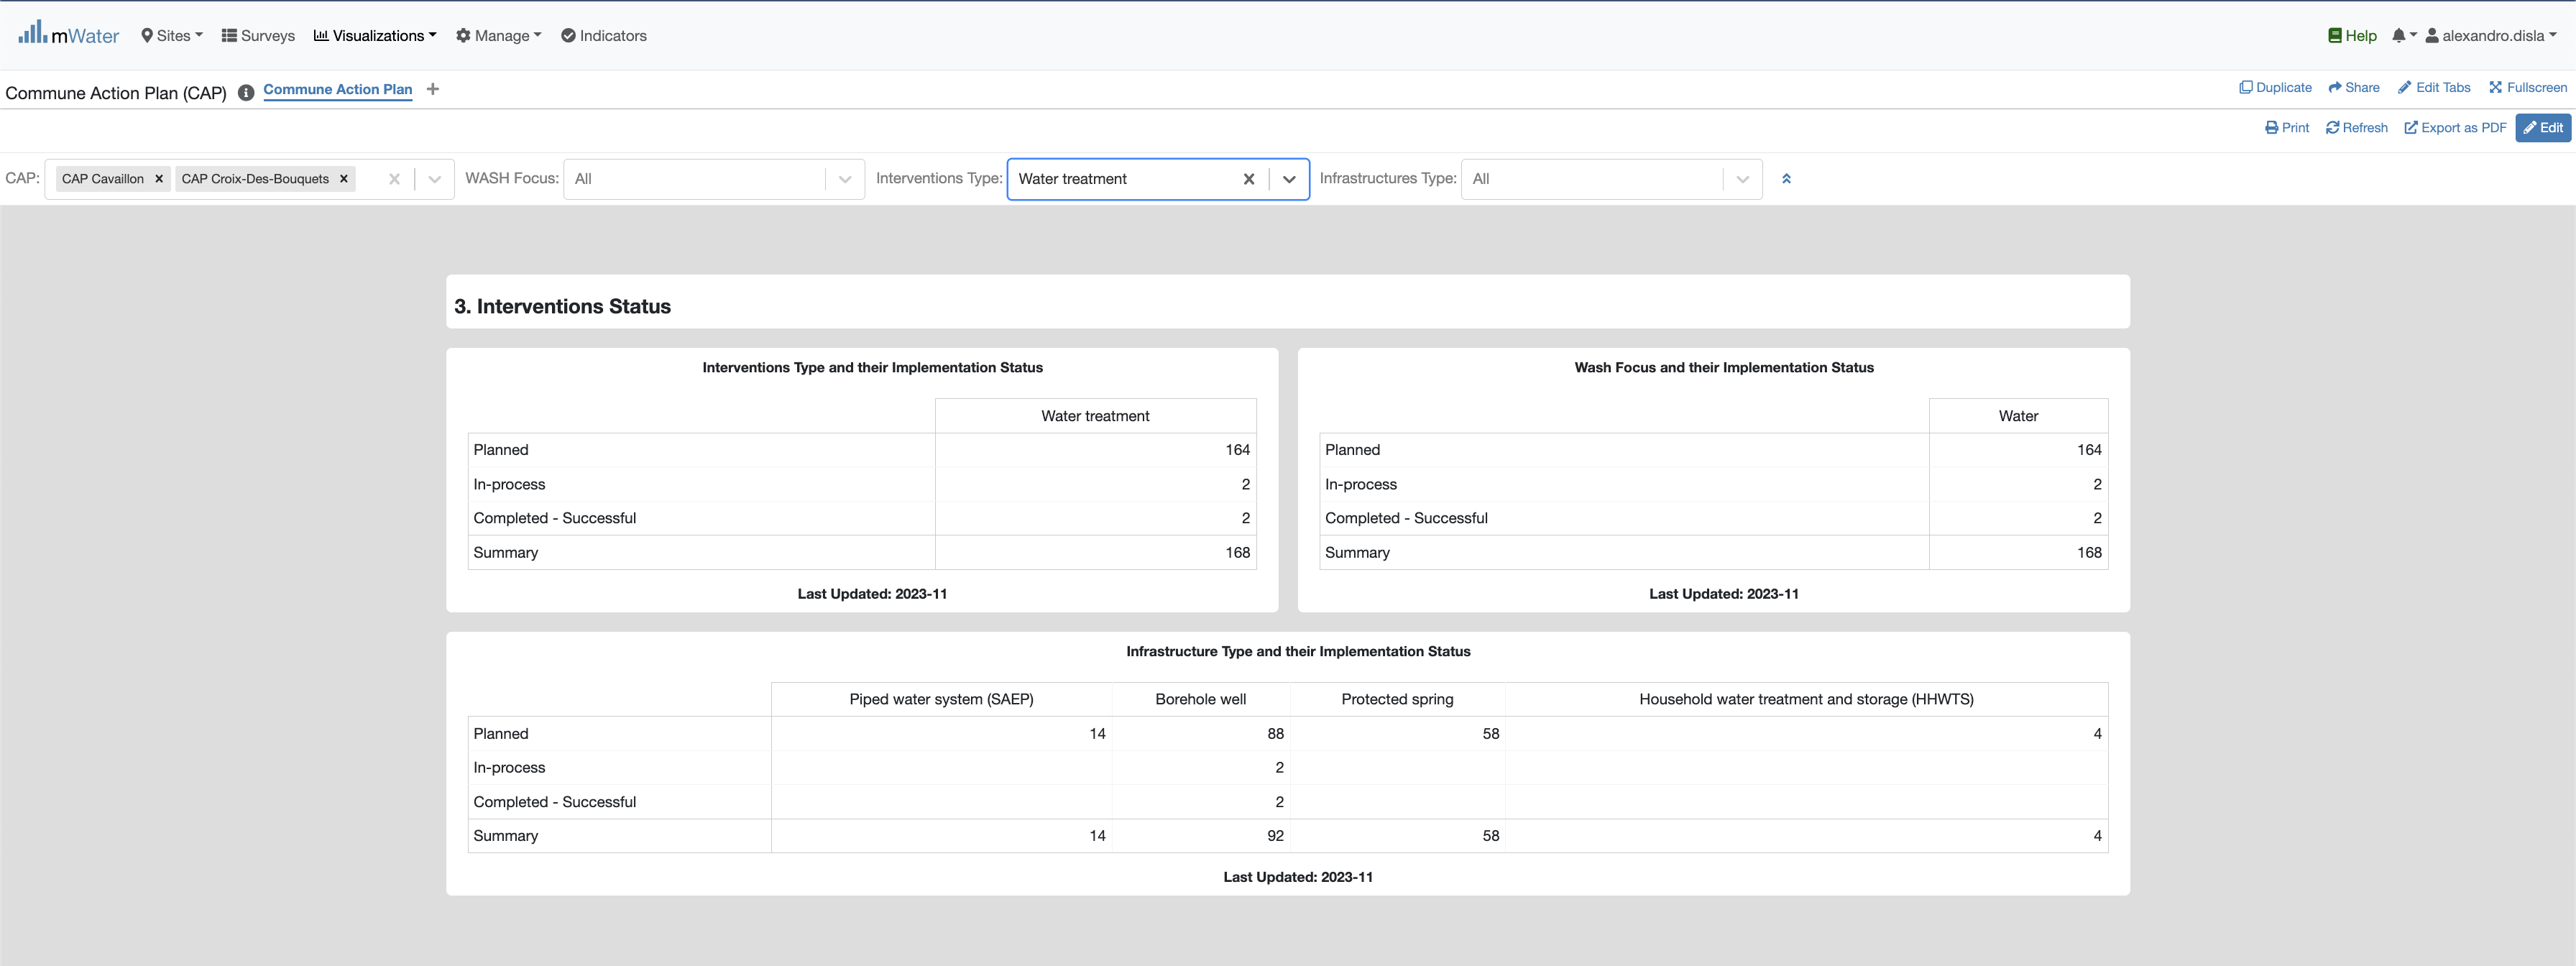 mWater Sites Surveys Visualizations Manage Indicators Help alexandro.disla
Commune Action Plan (CAP) Commune Action Plan + Duplicate Share Edit Tabs Fullscreen
Print Refresh Export as PDF Edit
CAP: CAP Cavaillon × CAP Croix-Des-Bouquets × × WASH Focus: All Interventions Type: Water treatment × Infrastructures Type: All
3. Interventions Status
Interventions Type and their Implementation Status
Water treatment
Planned 164
In-process 2
Completed - Successful 2
Summary 168
Last Updated: 2023-11
Wash Focus and their Implementation Status
Water
Planned 164
In-process 2
Completed - Successful 2
Summary 168
Last Updated: 2023-11
Infrastructure Type and their Implementation Status
Piped water system (SAEP) Borehole well Protected spring Household water treatment and storage (HHWTS)
Planned 14 88 58 4
In-process 2
Completed - Successful 2
Summary 14 92 58 4
Last Updated: 2023-11